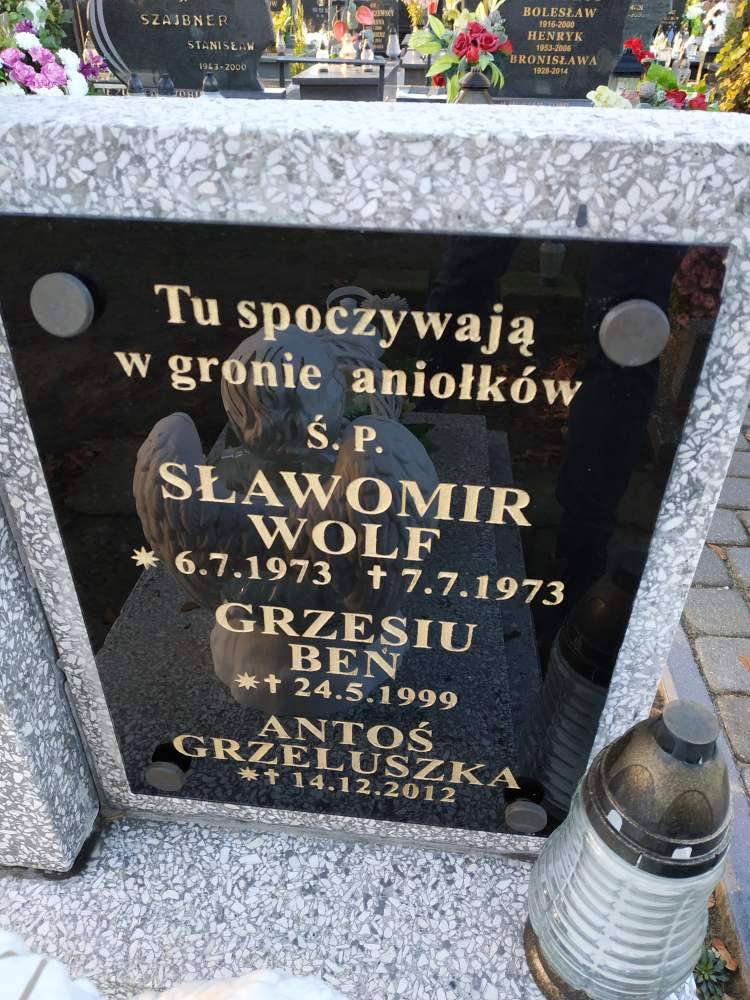 SZAJBNER
STANISŁAW
1943-2000
BOLESŁAW
1916-2000
HENRYK
1953-2006
BRONISŁAWA
1928-2014
Tu spoczywają
w gronie aniołków
Ś. P.
SŁAWOMIR
WOLF
* 6.7.1973 † 7.7.1973
GRZESIU
BEŃ
*† 24.5.1999
ANTOŚ
GRZELUSZKA
*† 14.12.2012